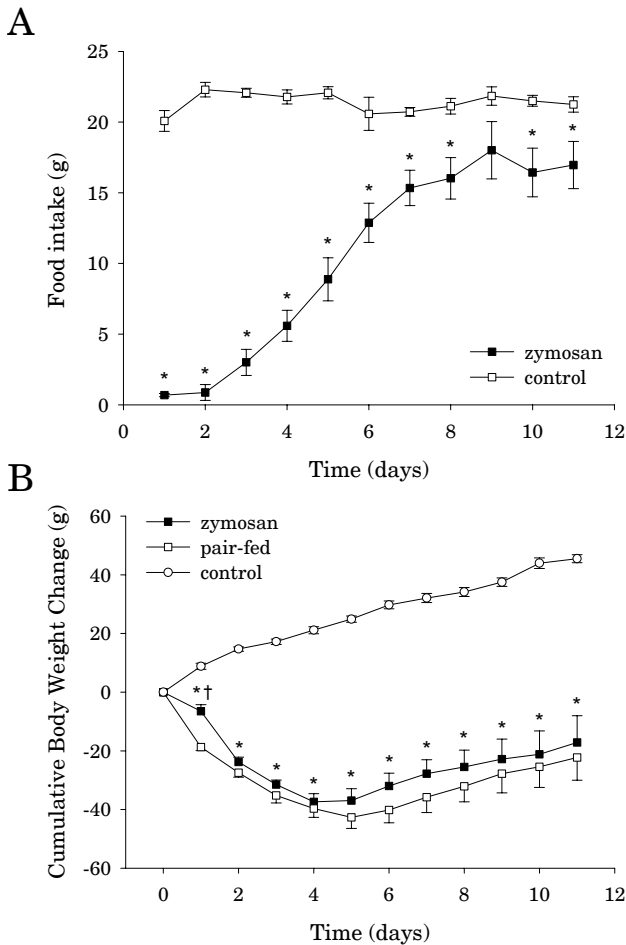 A
25
20
15
10
5
0
Food intake (g)
* * * * * * * * * *
zymosan
control
0 2 4 6 8 10 12
Time (days)
B
60
40
20
0
-20
-40
-60
Cumulative Body Weight Change (g)
zymosan
pair-fed
control
*† * * * * * * * * * *
0 2 4 6 8 10 12
Time (days)